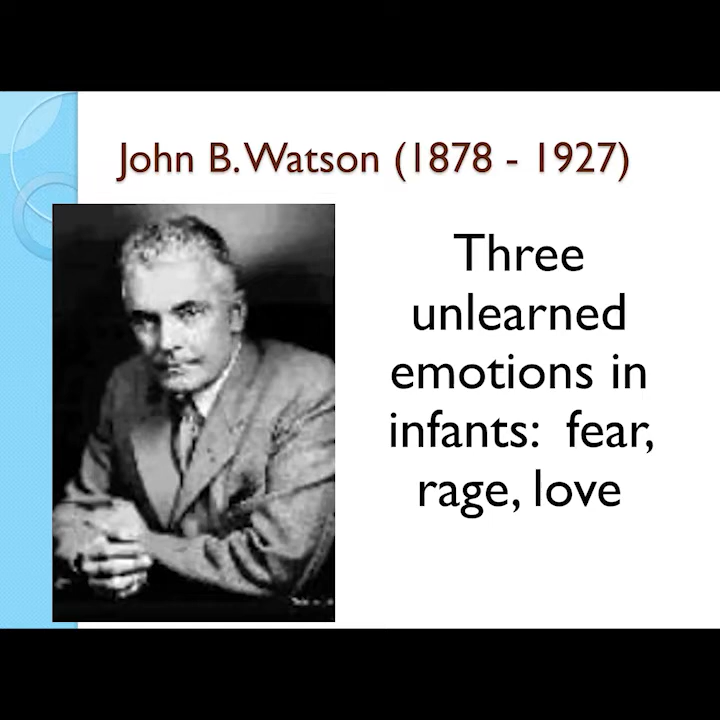 John B. Watson (1878 - 1927)
Three
unlearned
emotions in
infants: fear,
rage, love